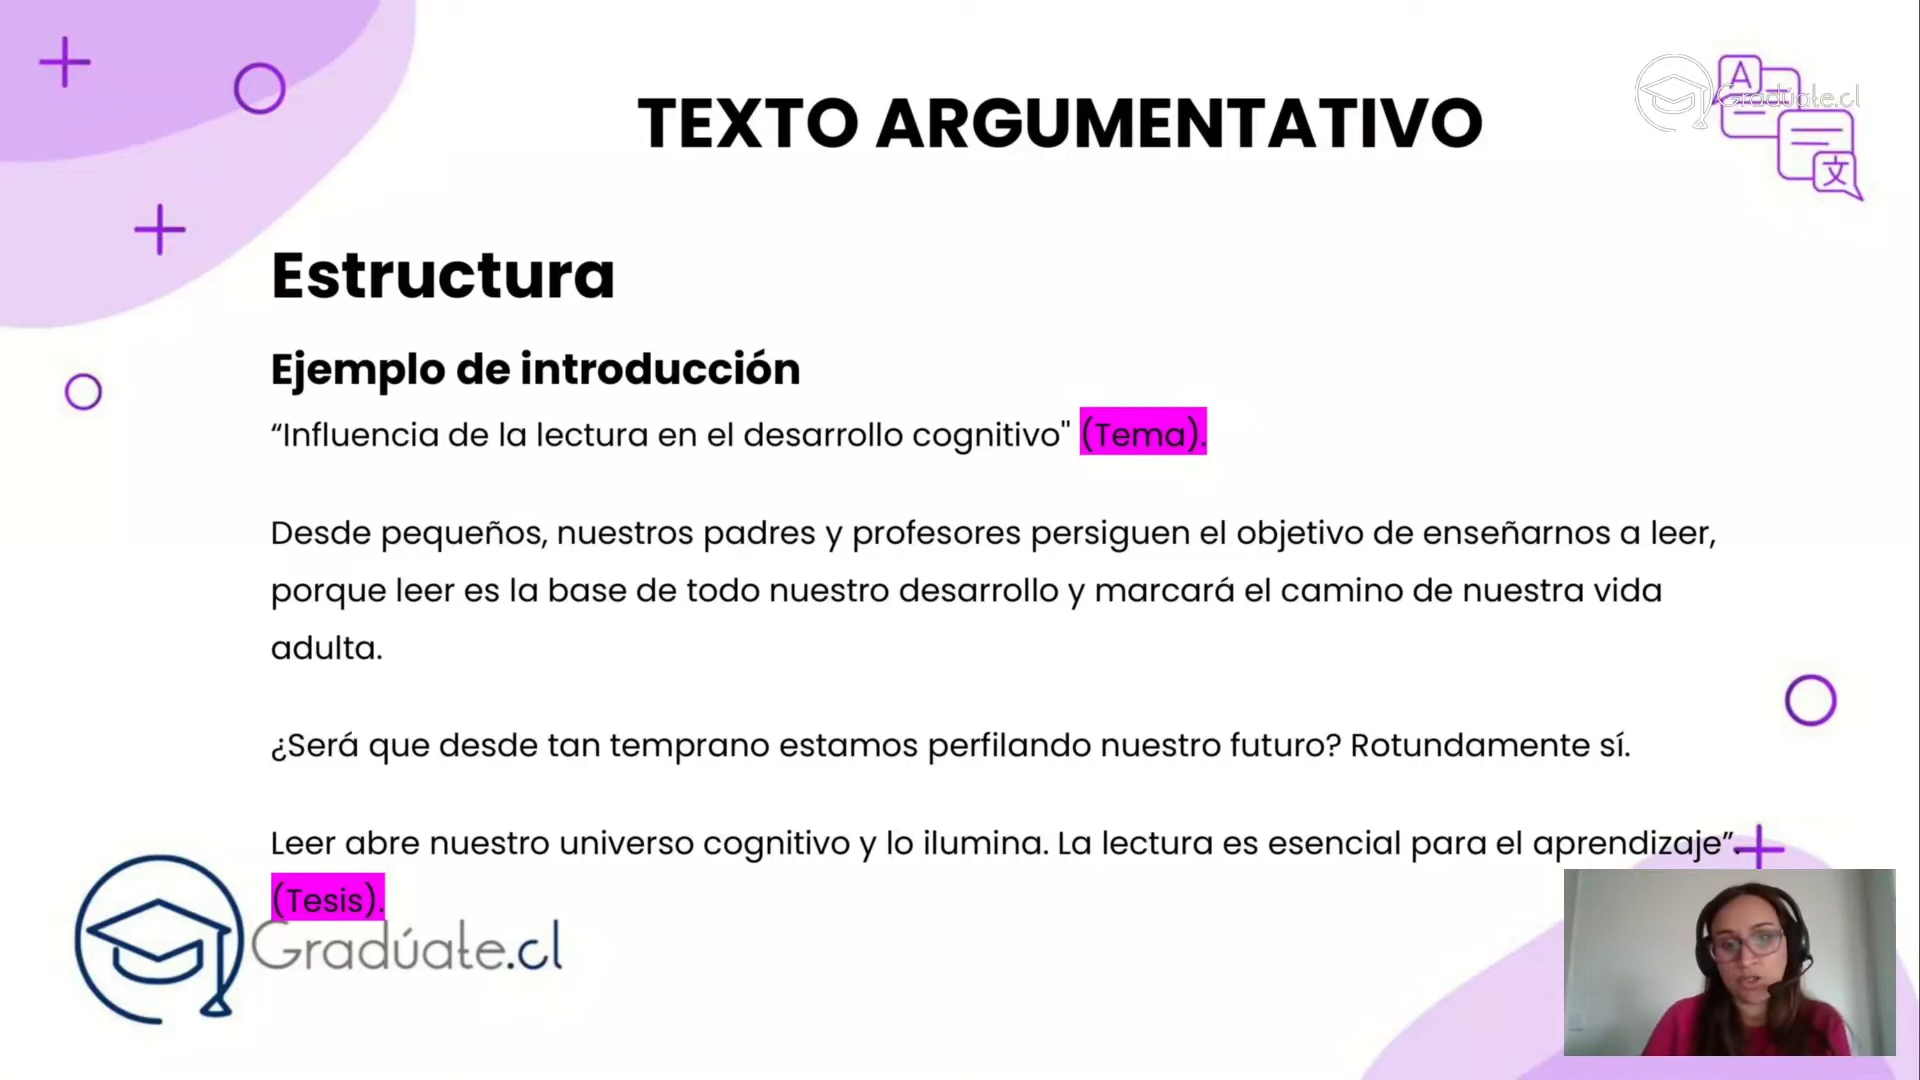 TEXTO ARGUMENTATIVO
A
Gradúate.cl
文
Estructura
Ejemplo de introducción
“Influencia de la lectura en el desarrollo cognitivo" (Tema).
Desde pequeños, nuestros padres y profesores persiguen el objetivo de enseñarnos a leer,
porque leer es la base de todo nuestro desarrollo y marcará el camino de nuestra vida
adulta.
¿Será que desde tan temprano estamos perfilando nuestro futuro? Rotundamente sí.
Leer abre nuestro universo cognitivo y lo ilumina. La lectura es esencial para el aprendizaje”.
(Tesis).
Gradúate.cl